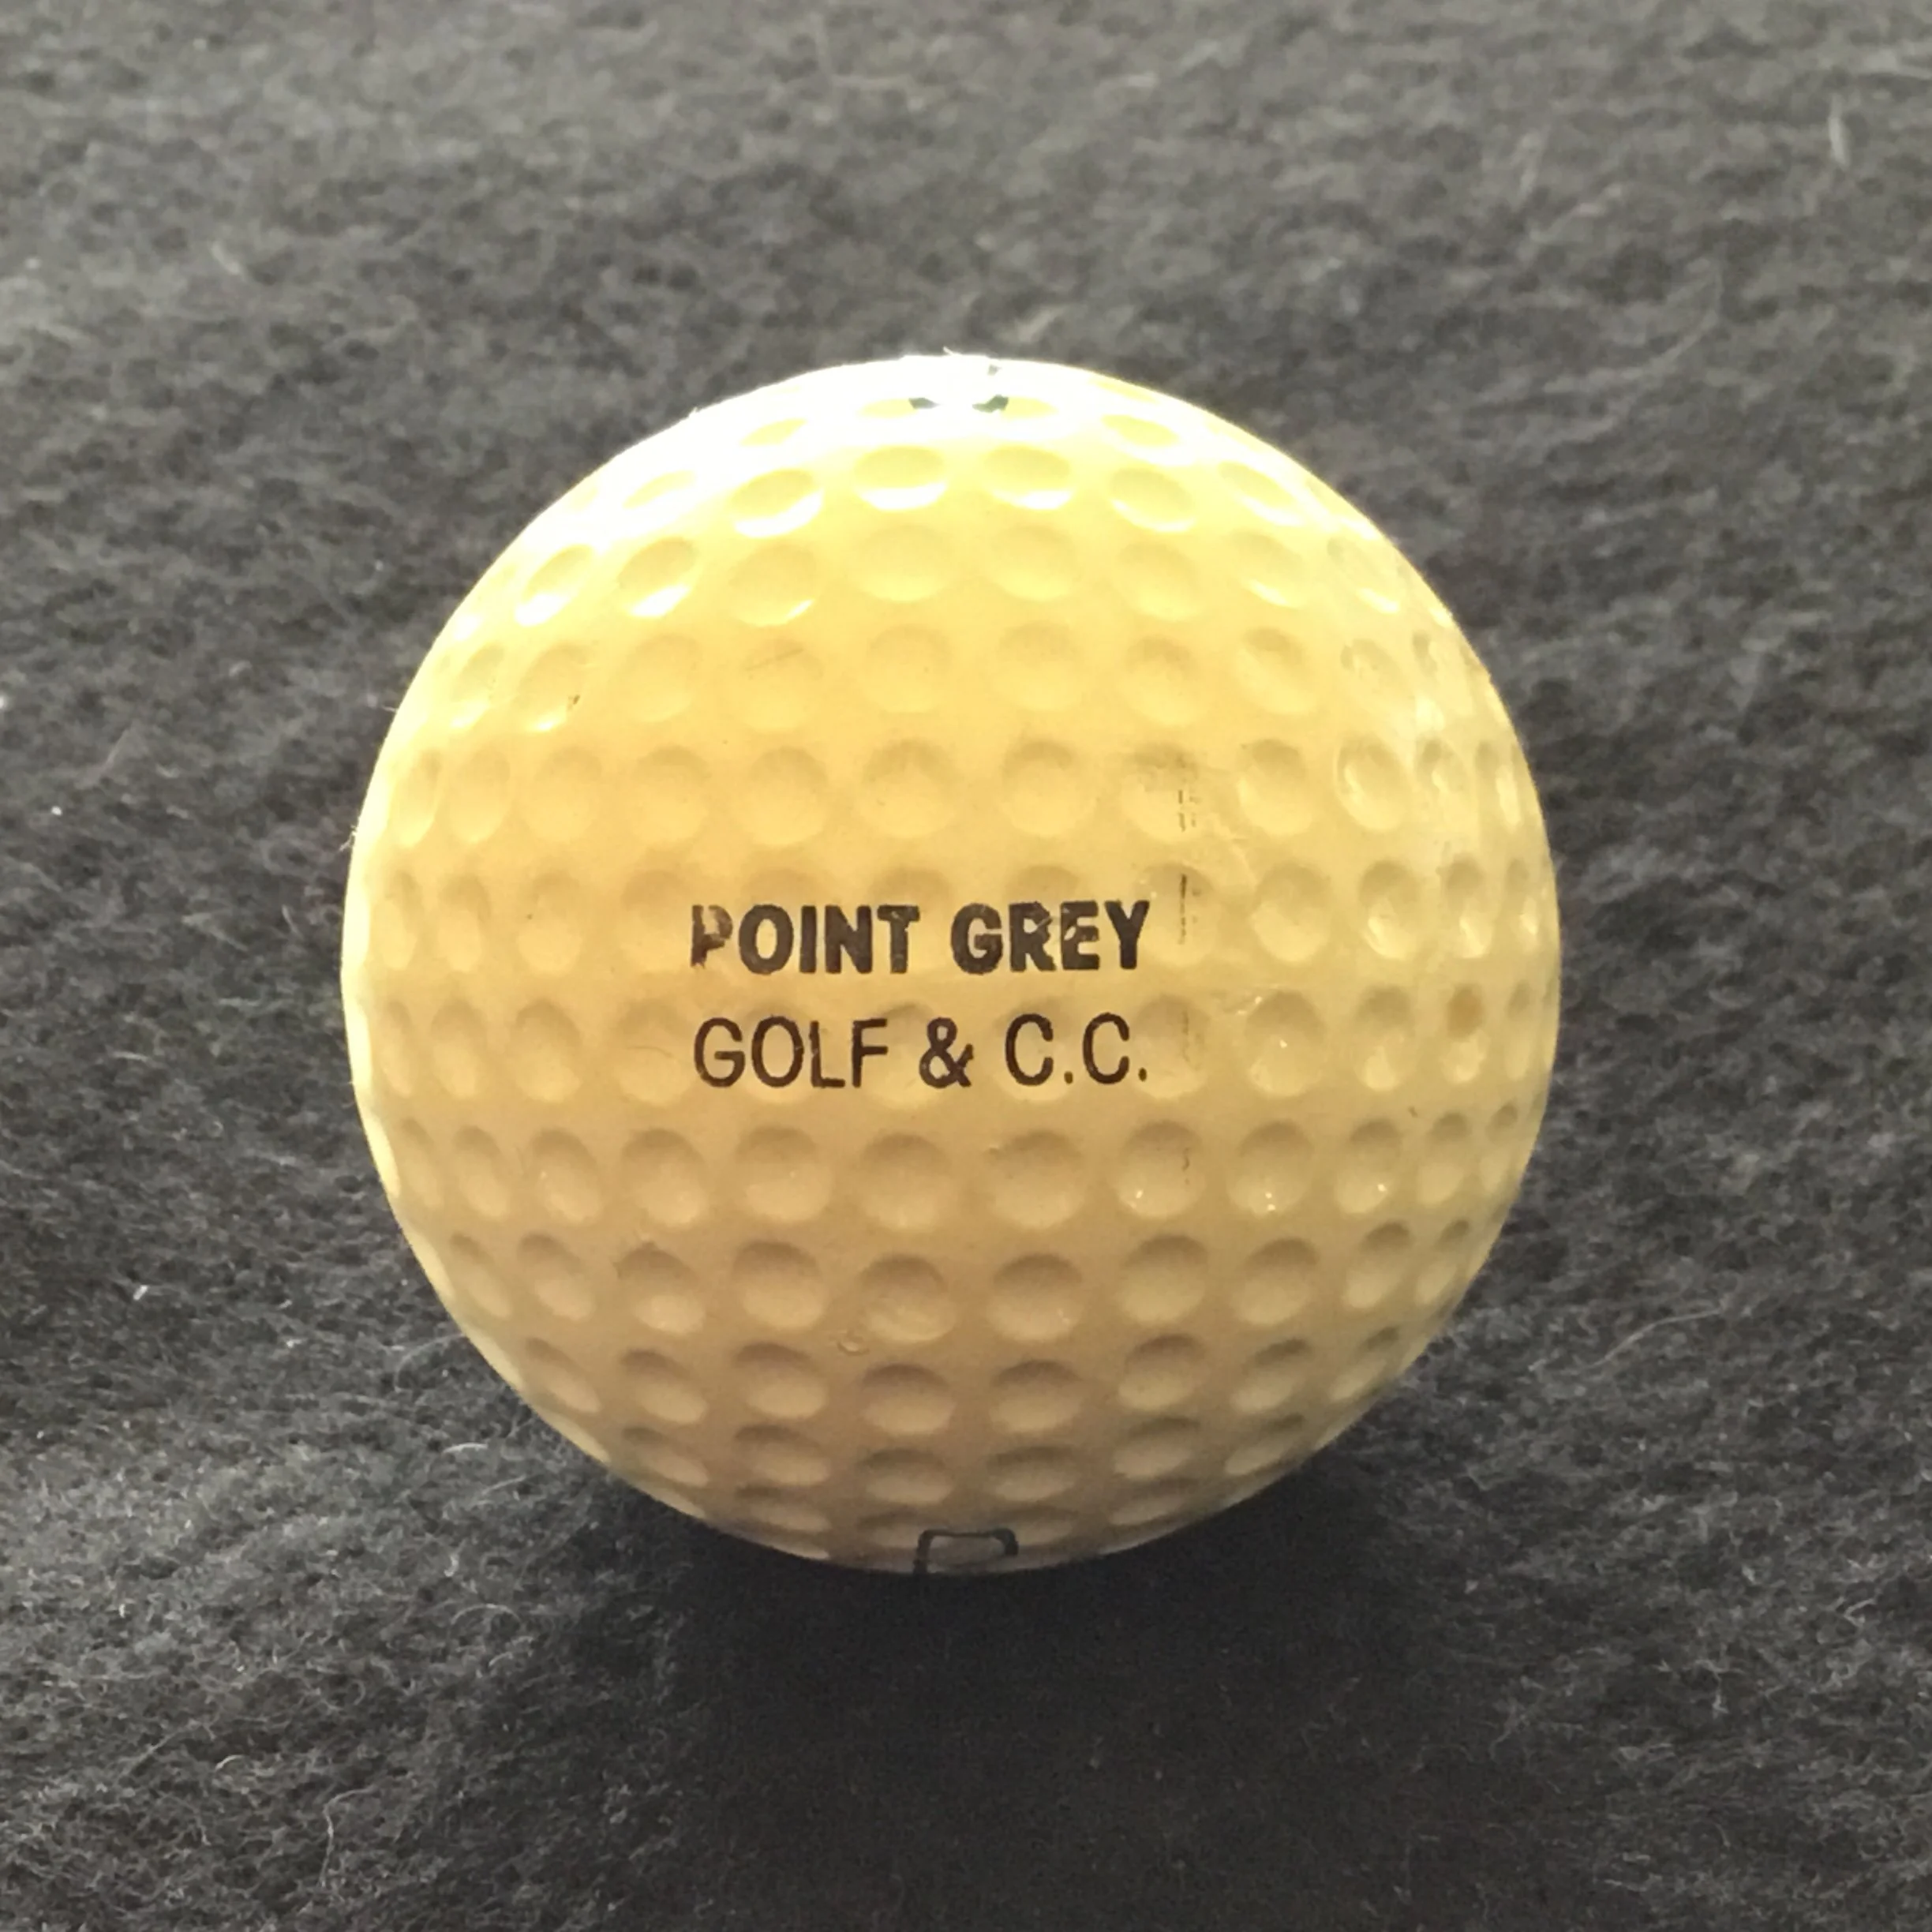 POINT GREY
GOLF & C.C.